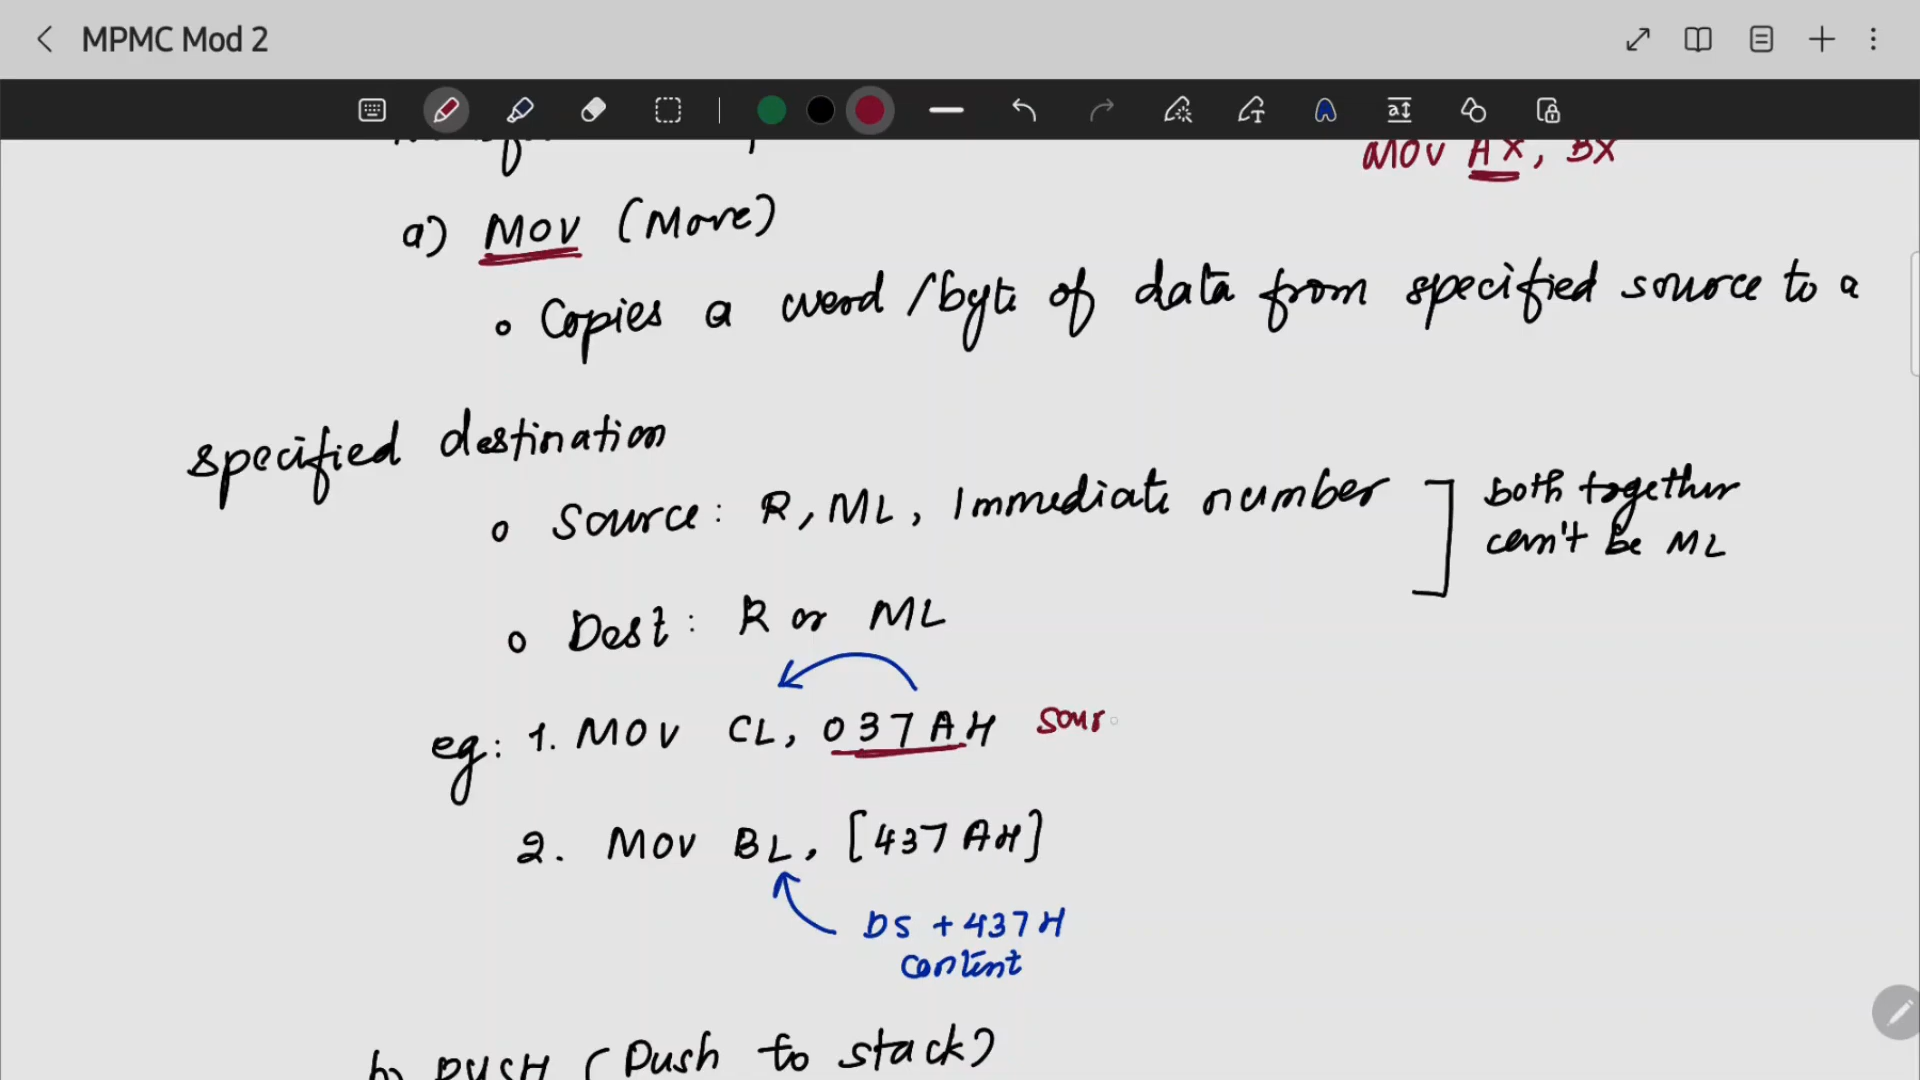 MPMC Mod 2
MOV AX, BX
a) MOV (Move)
o Copies a word/byte of data from specified source to a
specified destination
o Source: R, ML, Immediate number
both together
can't be ML
o Dest: R or ML
eg: 1. MOV CL, 037AH sour
2. MOV BL, [437AH]
DS + 437H
content
b) PUSH (Push to stack)